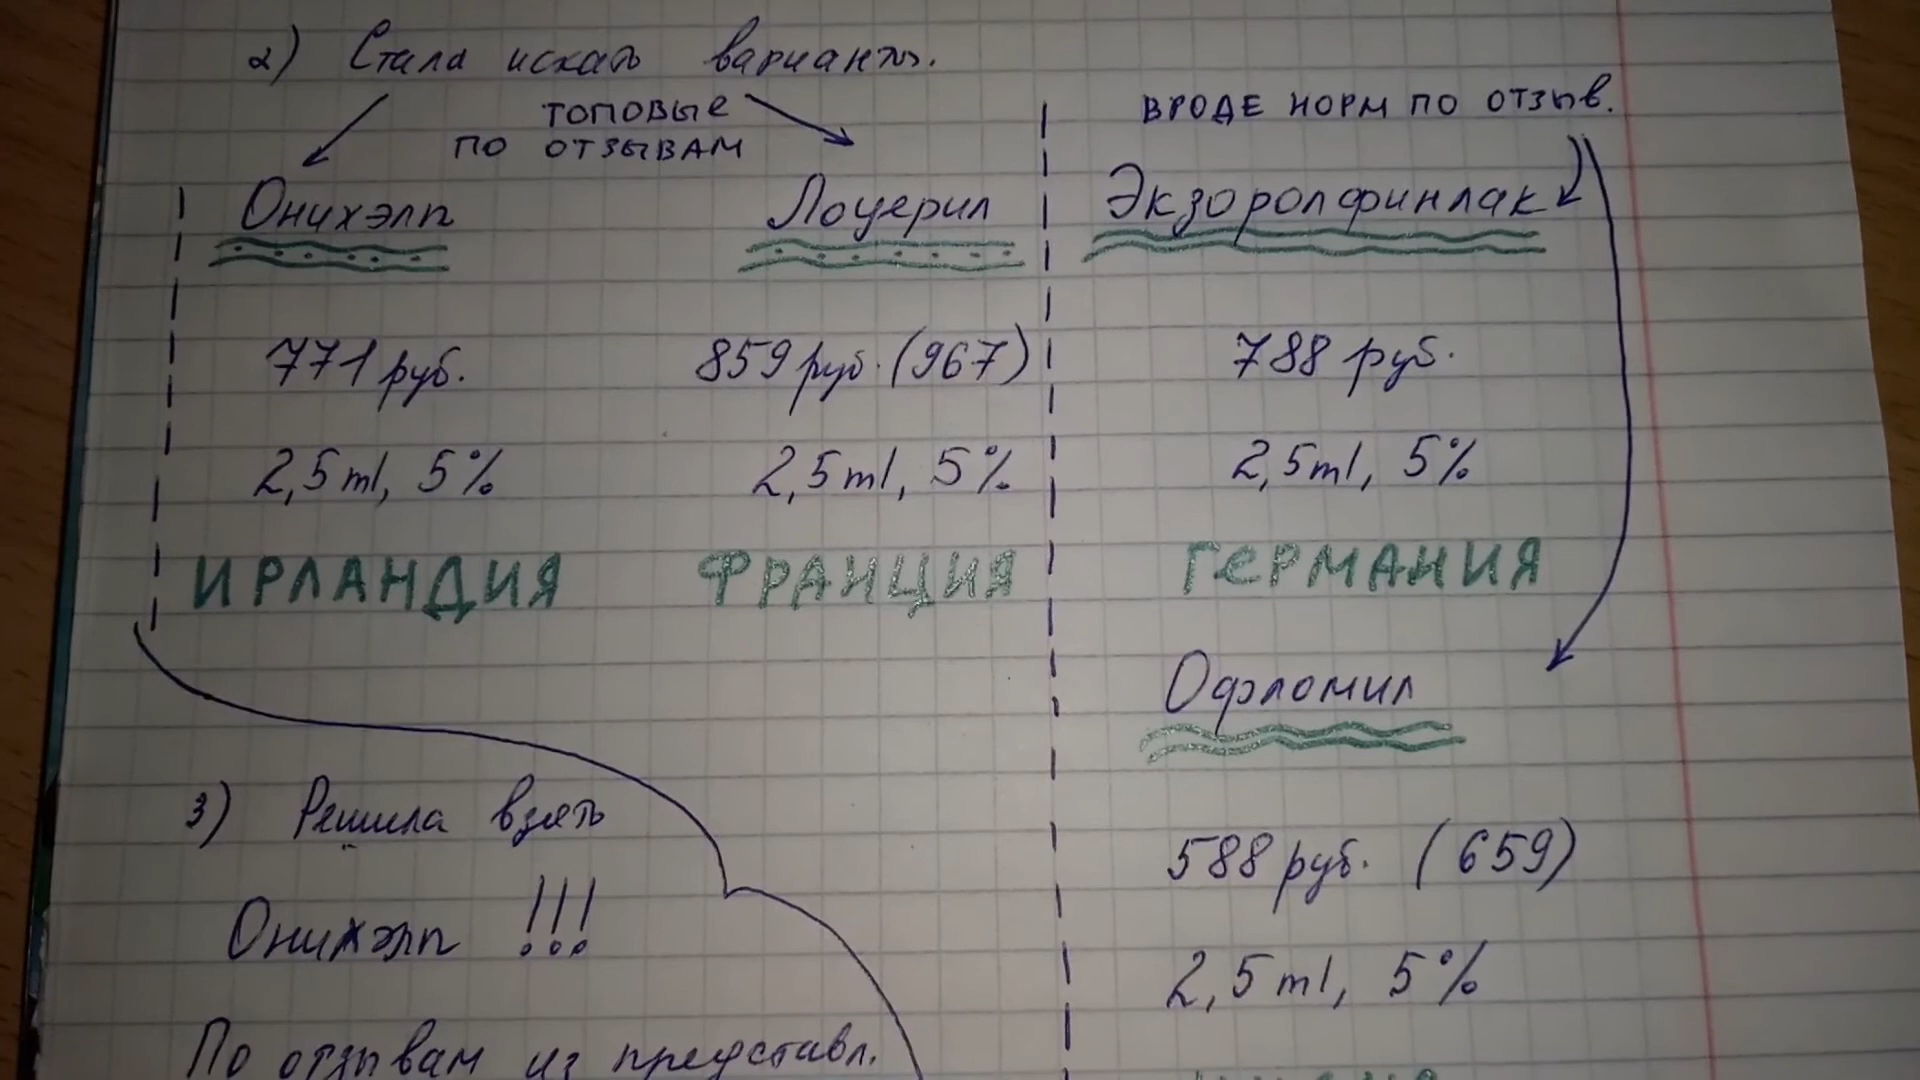 2) Стала искать варианты.
ТОПОВЫЕ
ПО ОТЗЫВАМ
ВРОДЕ НОРМ ПО ОТЗЫВ.
Онихэлп
Лоцерил
Экзоролфинлак
771 руб.
859 руб. (967)
788 руб.
2,5 ml, 5%
2,5 ml, 5%
2,5 ml, 5%
ИРЛАНДИЯ
ФРАНЦИЯ
ГЕРМАНИЯ
Офломил
3) Решила взять
Онихэлп !!!
588 руб. (659)
2,5 ml, 5%
По отзывам из представл.